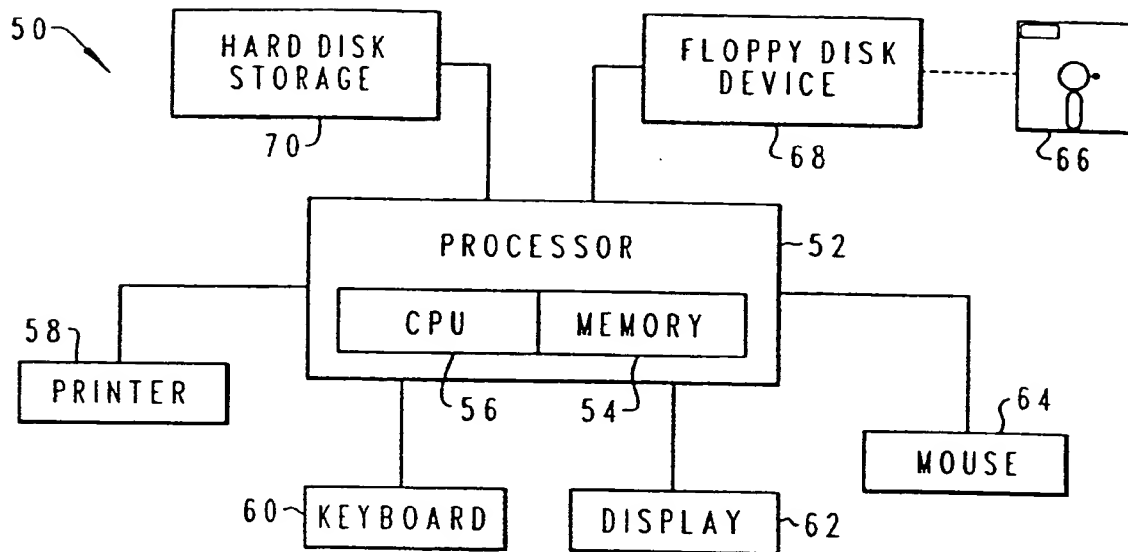 50
HARD DISK
STORAGE
70
FLOPPY DISK
DEVICE
68
66
PROCESSOR
52
CPU
MEMORY
56
54
58
PRINTER
64
MOUSE
60
KEYBOARD
DISPLAY
62